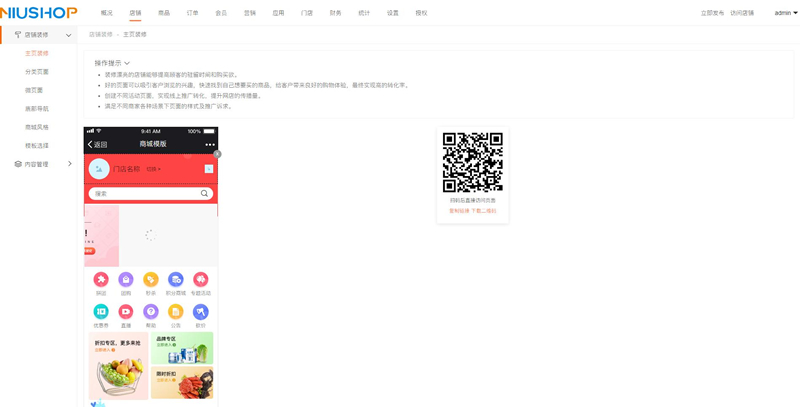 NIUSHOP
概况 店铺 商品 订单 会员 营销 应用 门店 财务 统计 设置 授权
立即发布 访问店铺 admin
店铺装修
店铺装修 - 主页装修
主页装修
分类页面
微页面
底部导航
商城风格
模板选择
内容管理
操作提示
装修漂亮的店铺能够提高顾客的驻留时间和购买欲。
好的页面可以吸引客户浏览的兴趣，快速找到自己想要买的商品，给客户带来良好的购物体验，最终实现高的转化率。
创建不同活动页面，实现线上推广转化，提升网店的传播量。
满足不同商家各种场景下页面的样式及推广诉求。
9:41 AM 100%
返回 商城模版
门店名称
搜索
拼团 团购 秒杀 积分商城 专题活动
优惠券 直播 帮助 公告 砍价
折扣专区，更多来抢
立即进入
品牌专区
立即进入
限时折扣
立即进入
扫码后直接访问页面
复制链接 下载二维码